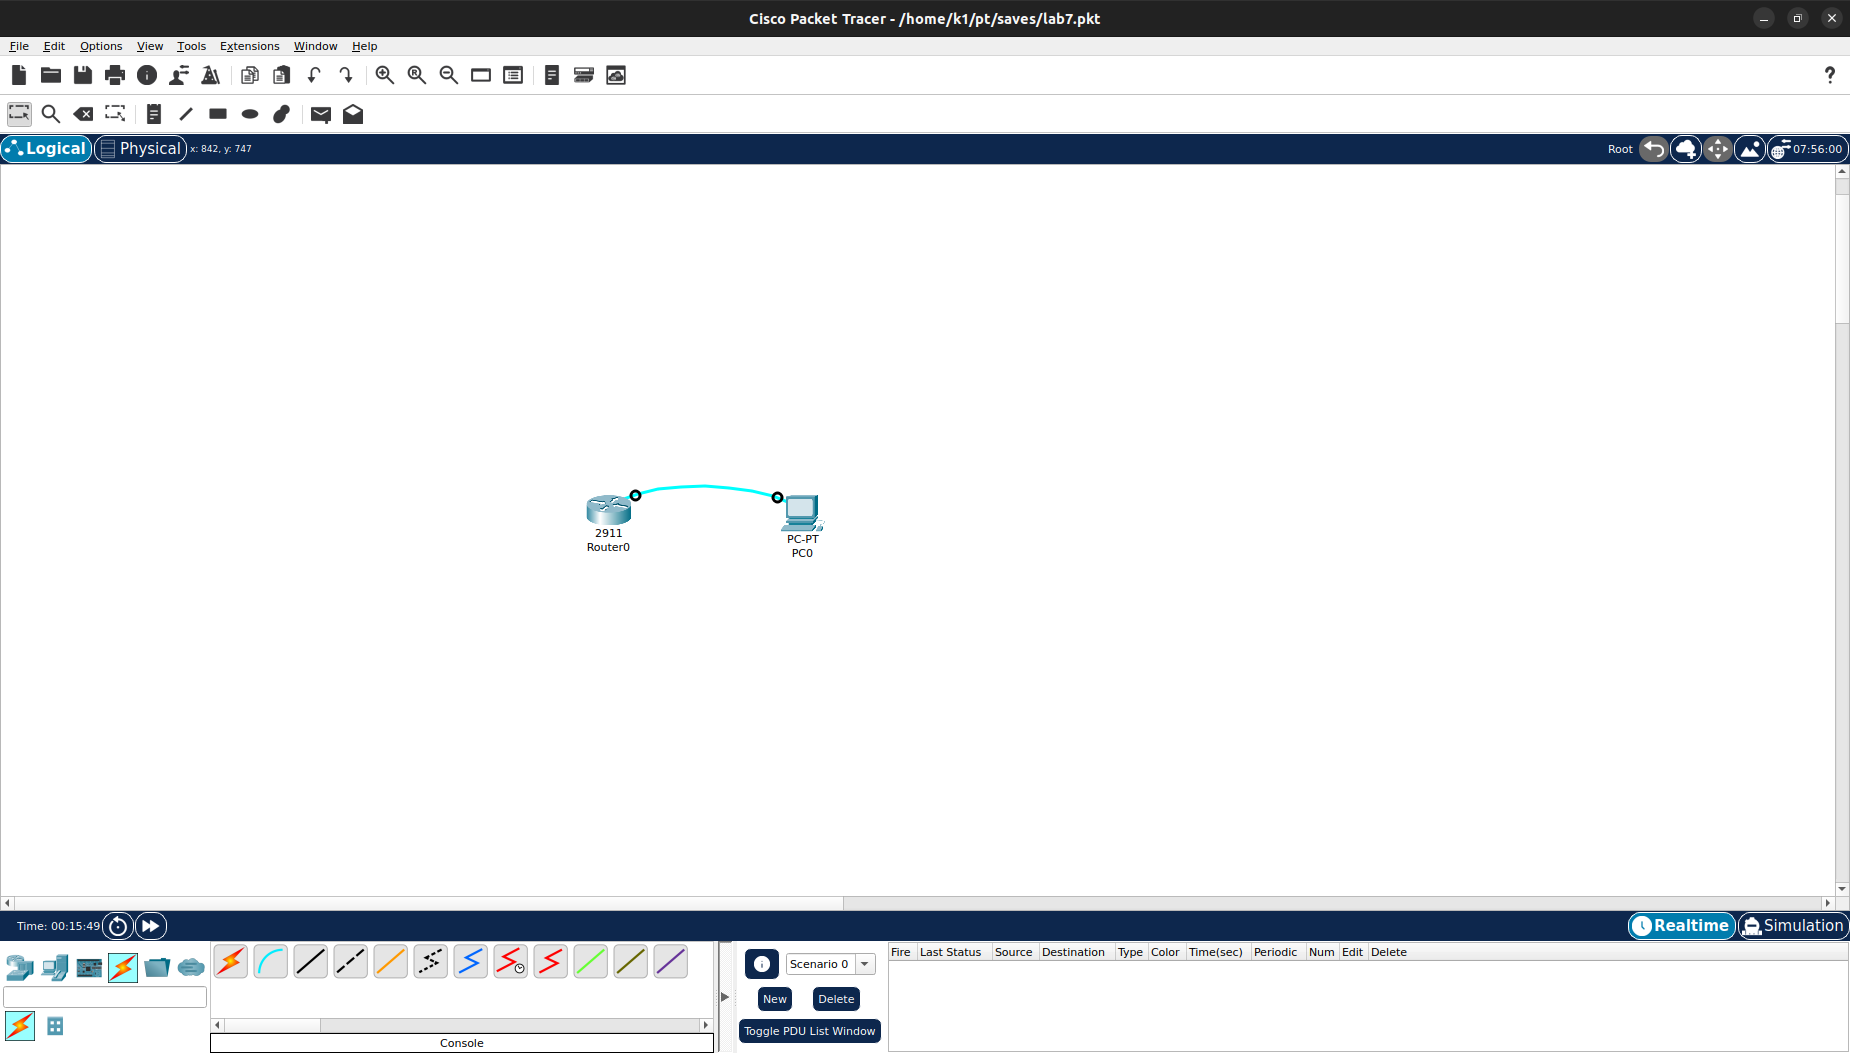 Cisco Packet Tracer - /home/k1/pt/saves/lab7.pkt
File Edit Options View Tools Extensions Window Help
Logical Physical x: 842, y: 747 Root 07:56:00
2911
Router0
PC-PT
PC0
Time: 00:15:49 Realtime Simulation
Scenario 0
New Delete
Toggle PDU List Window
Fire Last Status Source Destination Type Color Time(sec) Periodic Num Edit Delete
Console